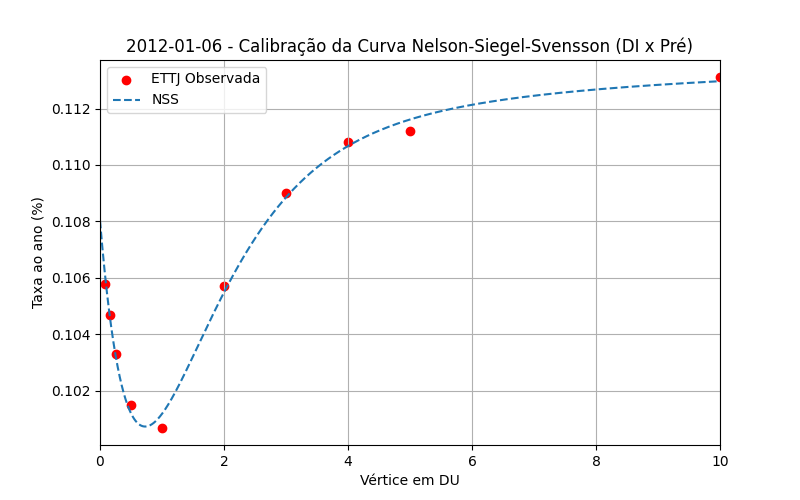 2012-01-06 - Calibração da Curva Nelson-Siegel-Svensson (DI x Pré)
ETTJ Observada
NSS
Taxa ao ano (%)
0.112
0.110
0.108
0.106
0.104
0.102
0 2 4 6 8 10
Vértice em DU